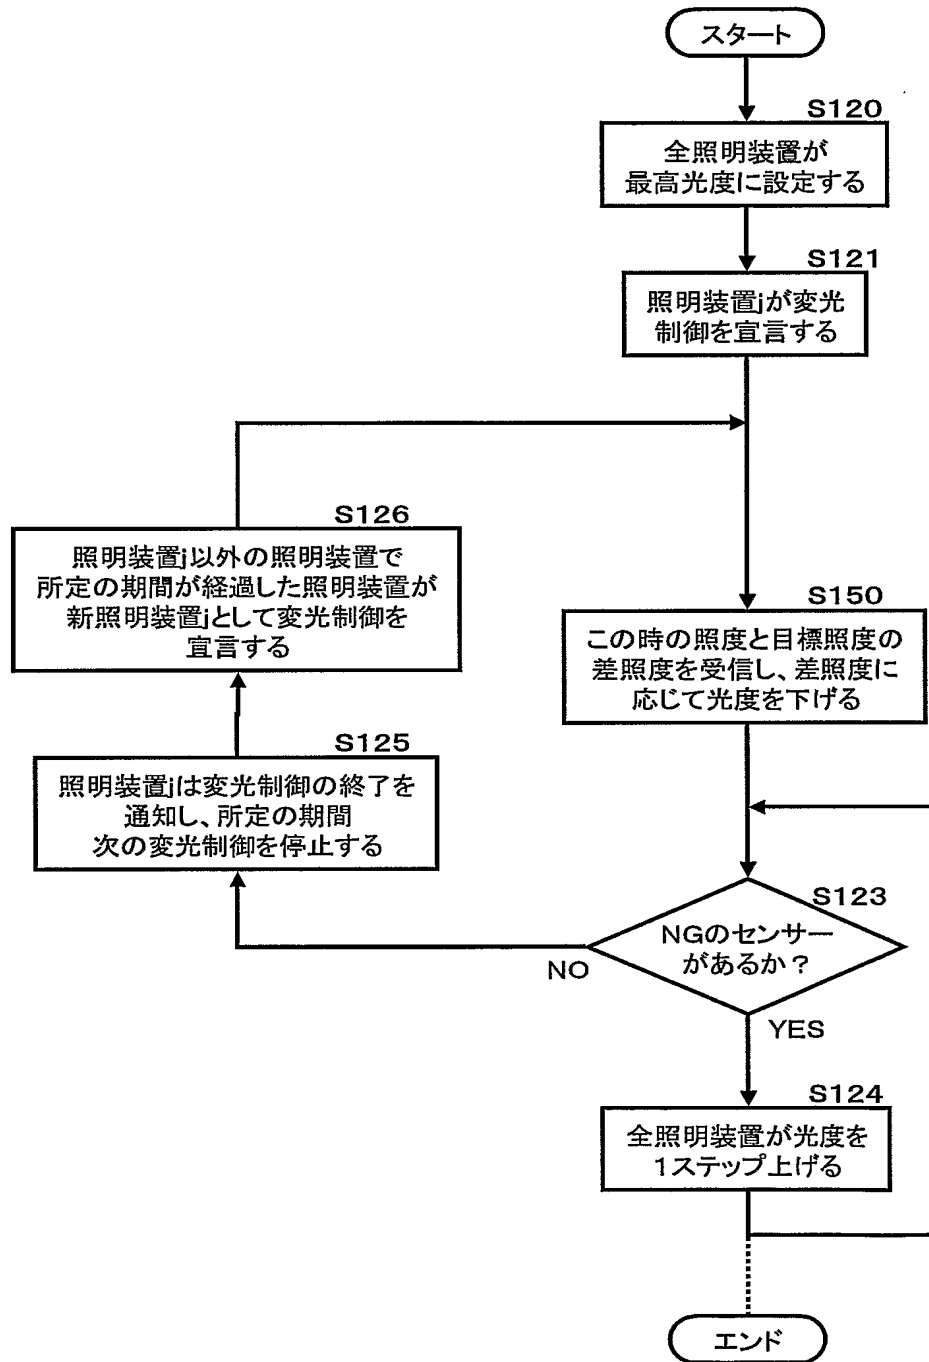 スタート
S120
全照明装置が
最高光度に設定する
S121
照明装置jが変光
制御を宣言する
S126
照明装置j以外の照明装置で
所定の期間が経過した照明装置が
新照明装置jとして変光制御を
宣言する
S150
この時の照度と目標照度の
差照度を受信し、差照度に
応じて光度を下げる
S125
照明装置jは変光制御の終了を
通知し、所定の期間
次の変光制御を停止する
S123
NGのセンサー
があるか？
NO
YES
S124
全照明装置が光度を
1ステップ上げる
エンド